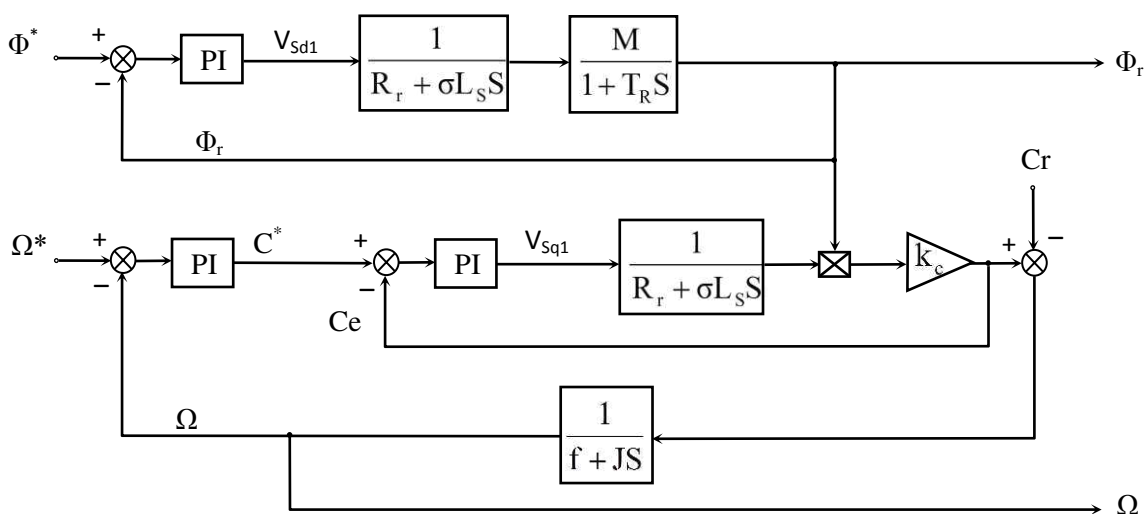 Φ*
+
−
PI
V_Sd1
1 / (R_r + σL_S S)
M / (1 + T_R S)
Φ_r
Φ_r
Cr
−
Ω*
+
−
PI
C*
+
−
PI
V_Sq1
1 / (R_r + σL_S S)
k_c
+
Ce
Ω
1 / (f + JS)
Ω